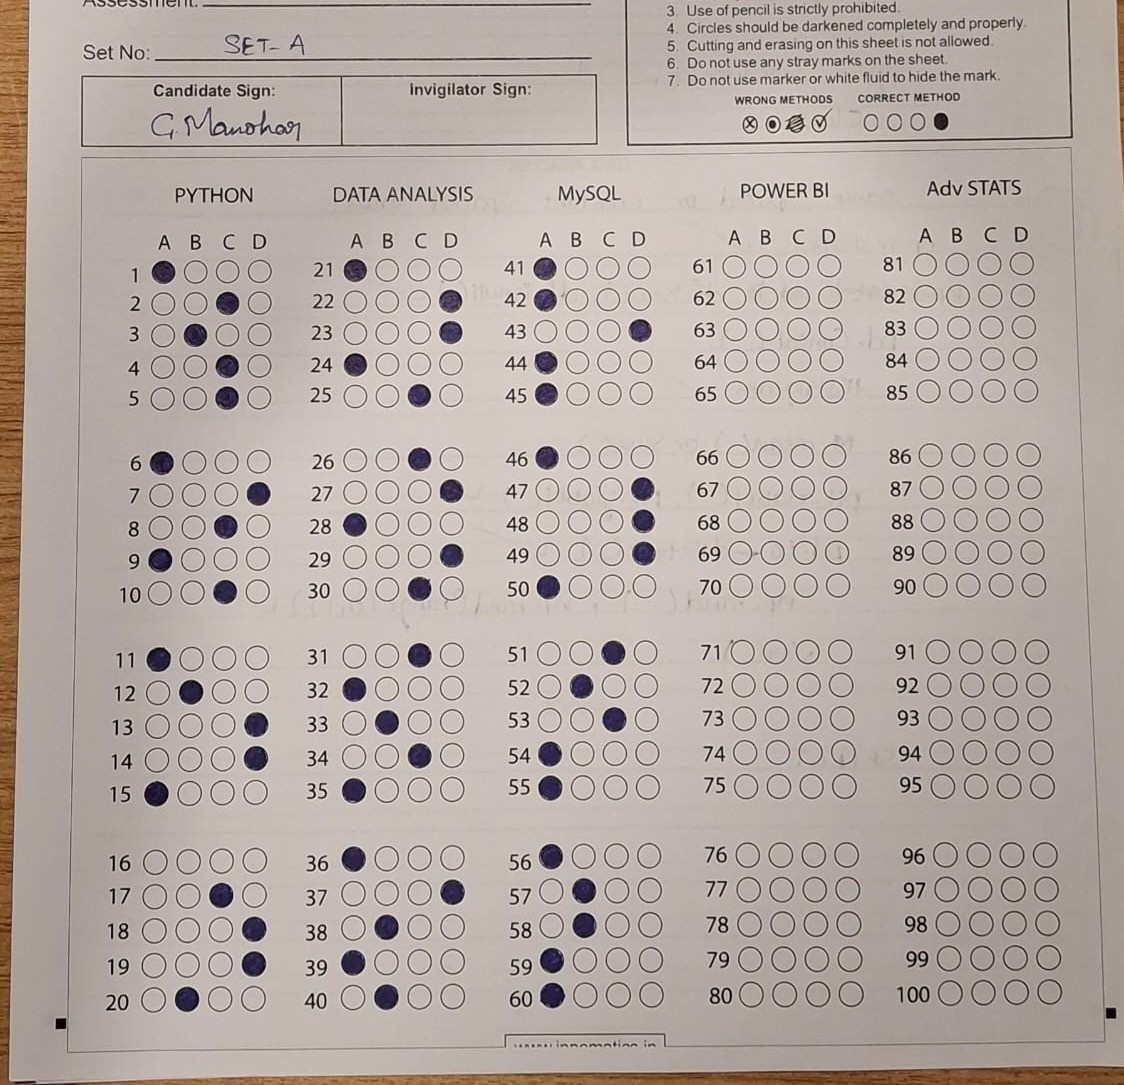 Assessment:
Set No: SET-A
Candidate Sign: Invigilator Sign:
G. Manohar
3. Use of pencil is strictly prohibited.
4. Circles should be darkened completely and properly.
5. Cutting and erasing on this sheet is not allowed.
6. Do not use any stray marks on the sheet.
7. Do not use marker or white fluid to hide the mark.
WRONG METHODS CORRECT METHOD
PYTHON DATA ANALYSIS MySQL POWER BI Adv STATS
A B C D A B C D A B C D A B C D A B C D
1 21 41 61 81
2 22 42 62 82
3 23 43 63 83
4 24 44 64 84
5 25 45 65 85
6 26 46 66 86
7 27 47 67 87
8 28 48 68 88
9 29 49 69 89
10 30 50 70 90
11 31 51 71 91
12 32 52 72 92
13 33 53 73 93
14 34 54 74 94
15 35 55 75 95
16 36 56 76 96
17 37 57 77 97
18 38 58 78 98
19 39 59 79 99
20 40 60 80 100